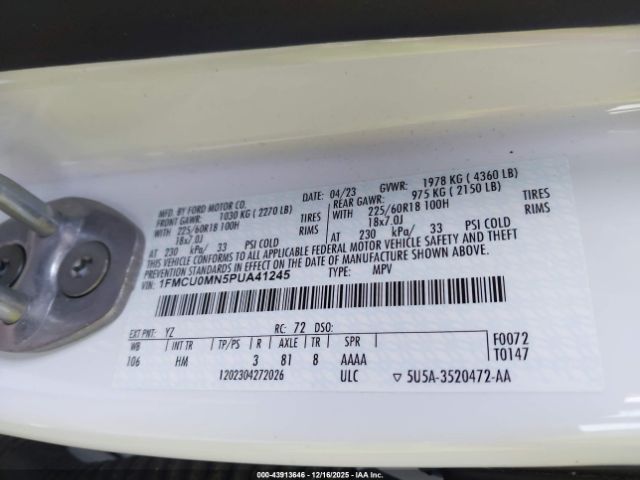 MFD. BY FORD MOTOR CO.
DATE: 04/23 GVWR: 1978 KG ( 4360 LB)
FRONT GAWR: 1030 KG ( 2270 LB) REAR GAWR: 975 KG ( 2150 LB)
WITH 225/60R18 100H TIRES WITH 225/60R18 100H TIRES
18x7.0J RIMS 18x7.0J RIMS
AT 230 kPa/ 33 PSI COLD AT 230 kPa/ 33 PSI COLD
THIS VEHICLE CONFORMS TO ALL APPLICABLE FEDERAL MOTOR VEHICLE SAFETY AND THEFT
PREVENTION STANDARDS IN EFFECT ON THE DATE OF MANUFACTURE SHOWN ABOVE.
VIN: 1FMCU0MN5PUA41245 TYPE: MPV
EXT PNT: YZ RC: 72 DSO:
WB INT TR TP/PS R AXLE TR SPR F0072
106 HM 3 81 8 AAAA T0147
1202304272026 ULC ▽ 5U5A-3520472-AA
000-43913646 - 12/16/2025 - IAA Inc.